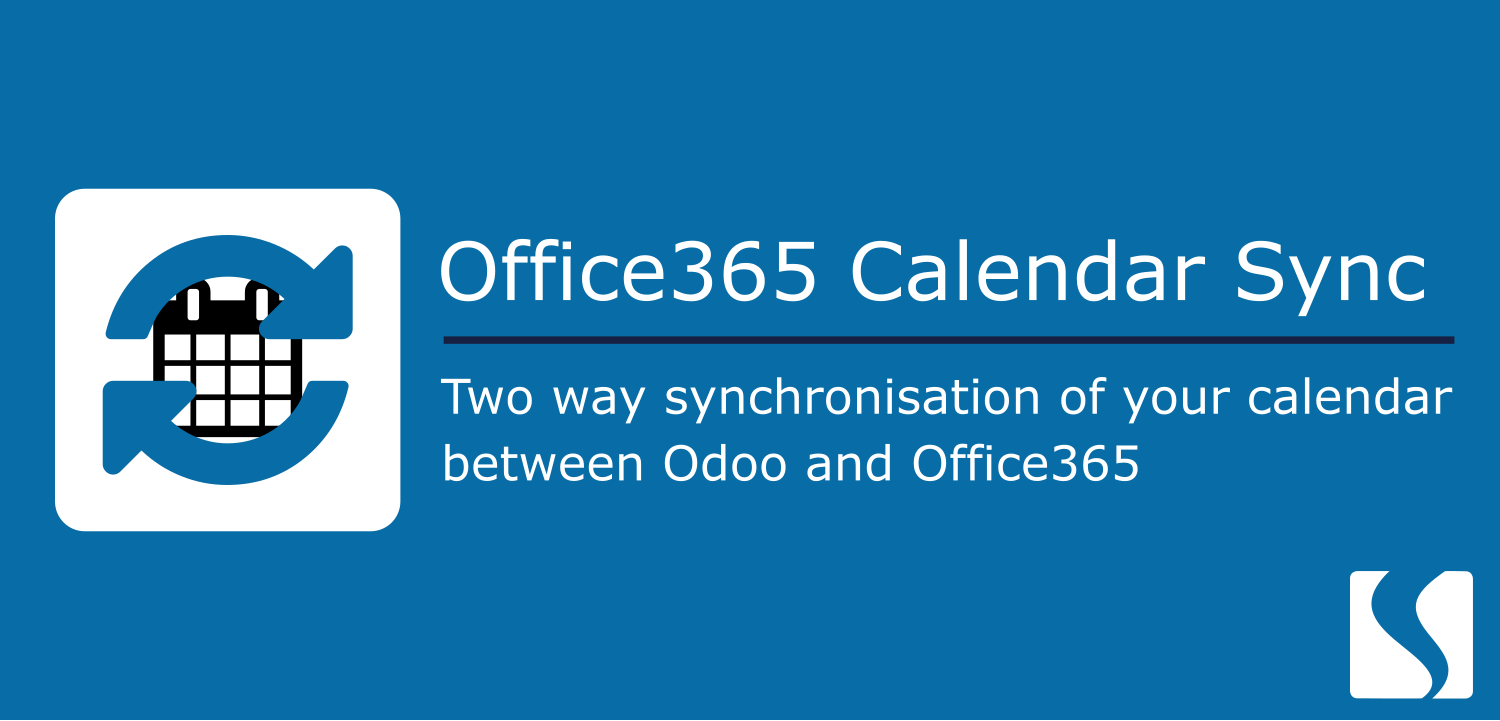 Office365 Calendar Sync
Two way synchronisation of your calendar
between Odoo and Office365